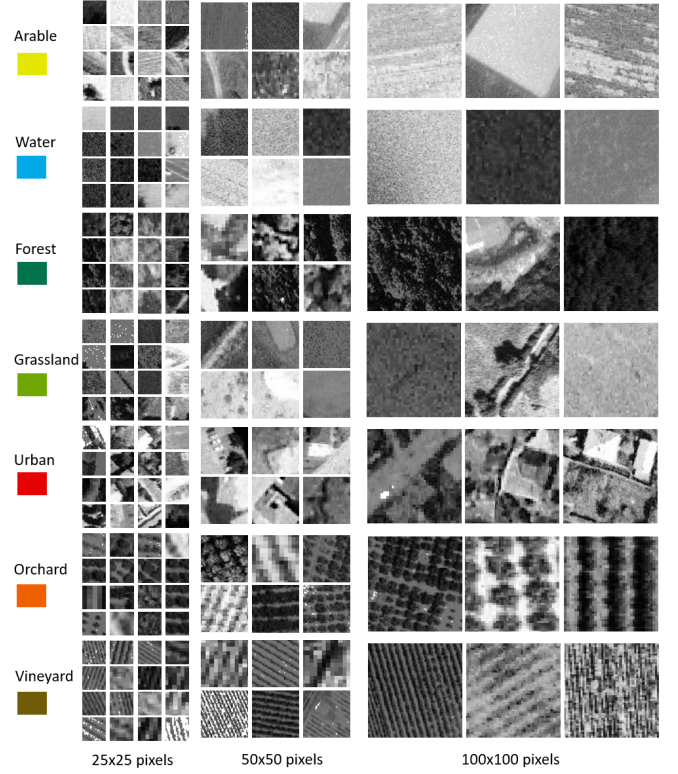 Arable
Water
Forest
Grassland
Urban
Orchard
Vineyard
25x25 pixels
50x50 pixels
100x100 pixels